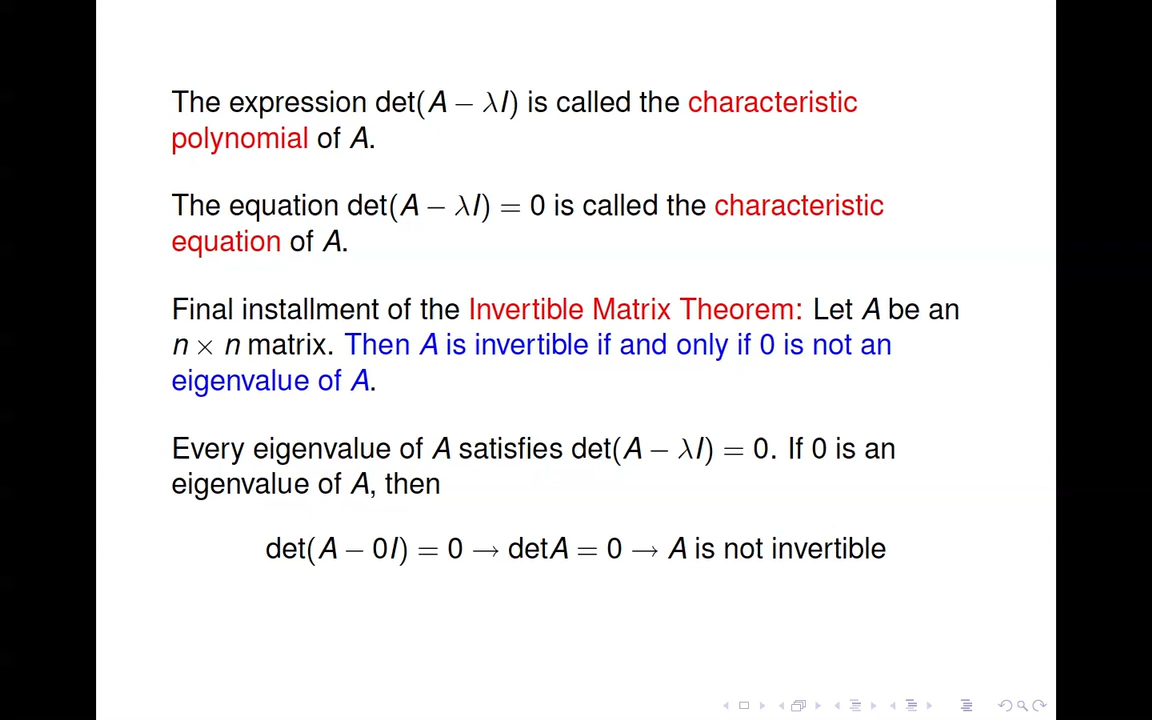 The expression det(A − λI) is called the characteristic
polynomial of A.
The equation det(A − λI) = 0 is called the characteristic
equation of A.
Final installment of the Invertible Matrix Theorem: Let A be an
n × n matrix. Then A is invertible if and only if 0 is not an
eigenvalue of A.
Every eigenvalue of A satisfies det(A − λI) = 0. If 0 is an
eigenvalue of A, then
det(A − 0I) = 0 → detA = 0 → A is not invertible